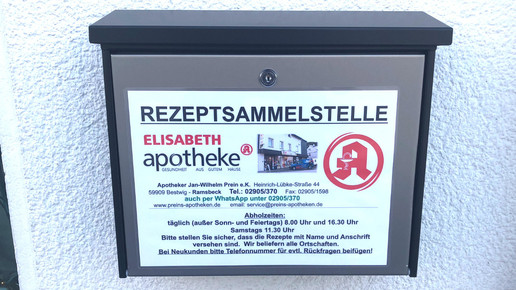 REZEPTSAMMELSTELLE
ELISABETH
apotheke
GESUNDHEIT AUS GUTEM HAUSE
Apotheker Jan-Wilhelm Prein e.K. Heinrich-Lübke-Straße 44
59909 Bestwig - Ramsbeck Tel.: 02905/370 Fax: 02905/1598
auch per WhatsApp unter 02905/370
www.preins-apotheken.de email: service@preins-apotheken.de
Abholzeiten:
täglich (außer Sonn- und Feiertags) 8.00 Uhr und 16.30 Uhr
Samstags 11.30 Uhr
Bitte stellen Sie sicher, dass die Rezepte mit Name und Anschrift
versehen sind. Wir beliefern alle Ortschaften.
Bei Neukunden bitte Telefonnummer für evtl. Rückfragen beifügen!